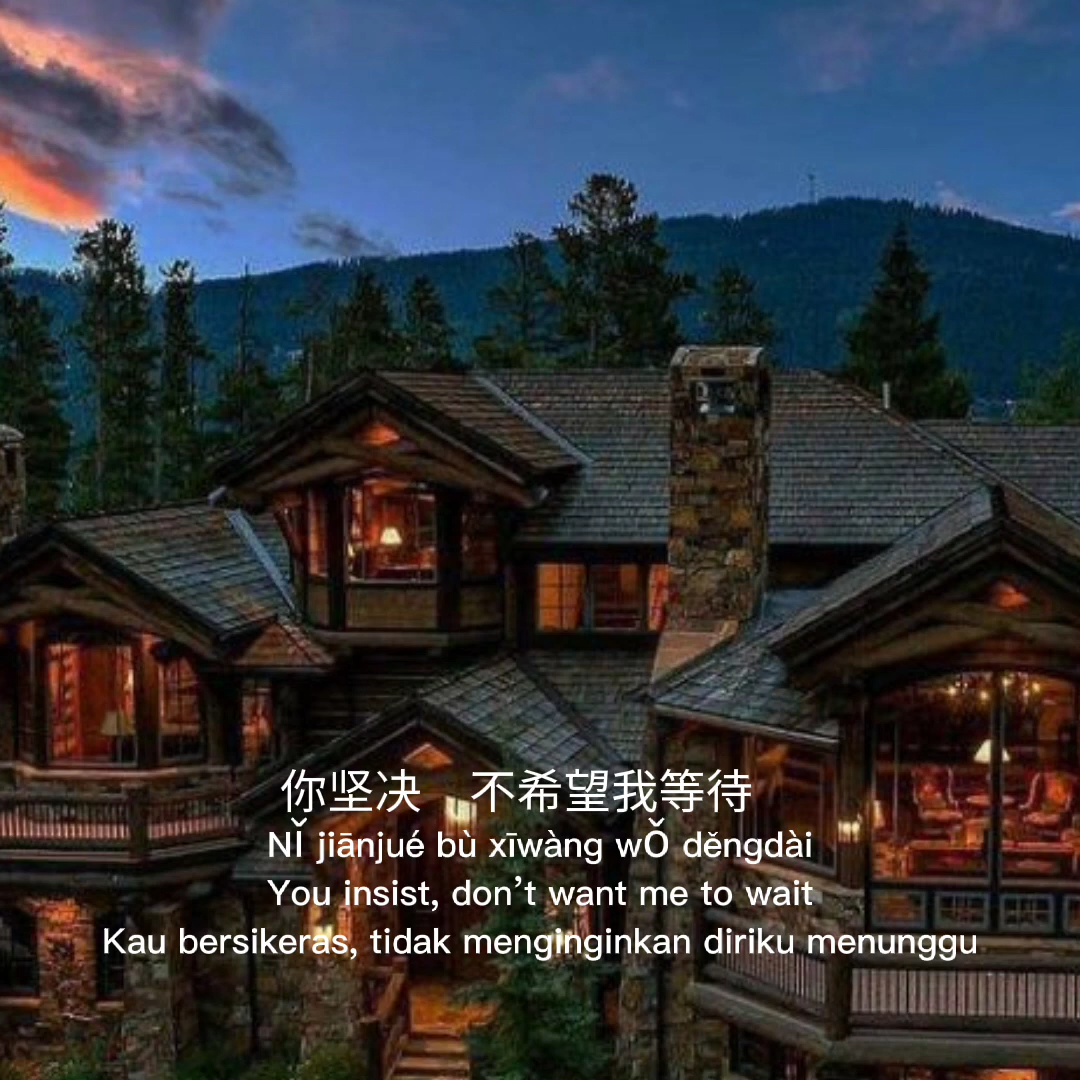 你坚决　不希望我等待
NǏ jiānjué bù xīwàng wǑ děngdài
You insist, don’t want me to wait
Kau bersikeras, tidak menginginkan diriku menunggu